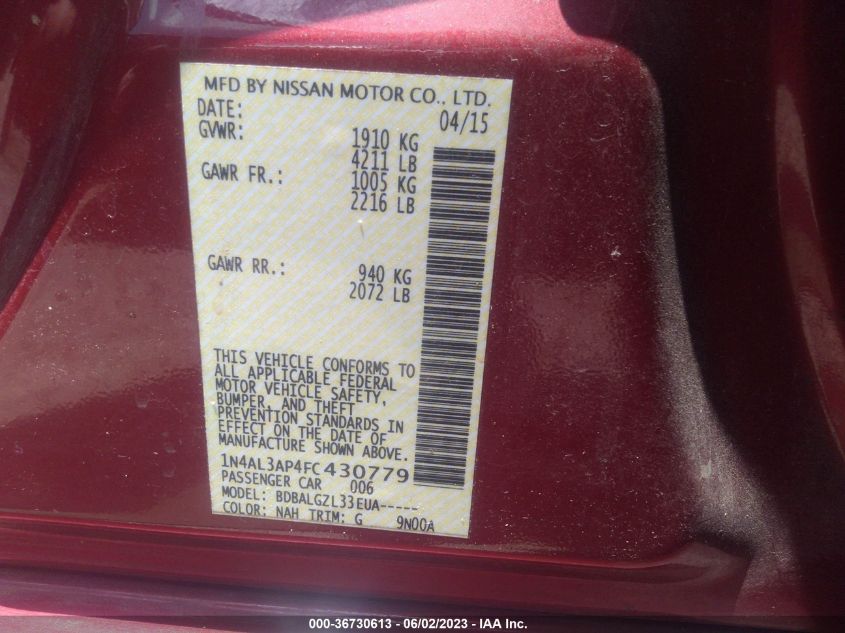 MFD BY NISSAN MOTOR CO., LTD.
DATE: 04/15
GVWR: 1910 KG
4211 LB
GAWR FR.: 1005 KG
2216 LB
GAWR RR.: 940 KG
2072 LB
THIS VEHICLE CONFORMS TO
ALL APPLICABLE FEDERAL
MOTOR VEHICLE SAFETY,
BUMPER, AND THEFT
PREVENTION STANDARDS IN
EFFECT ON THE DATE OF
MANUFACTURE SHOWN ABOVE.
1N4AL3AP4FC430779
PASSENGER CAR 006
MODEL: BDBALGZL33EUA-----
COLOR: NAH TRIM: G 9N00A
000-36730613 - 06/02/2023 - IAA Inc.